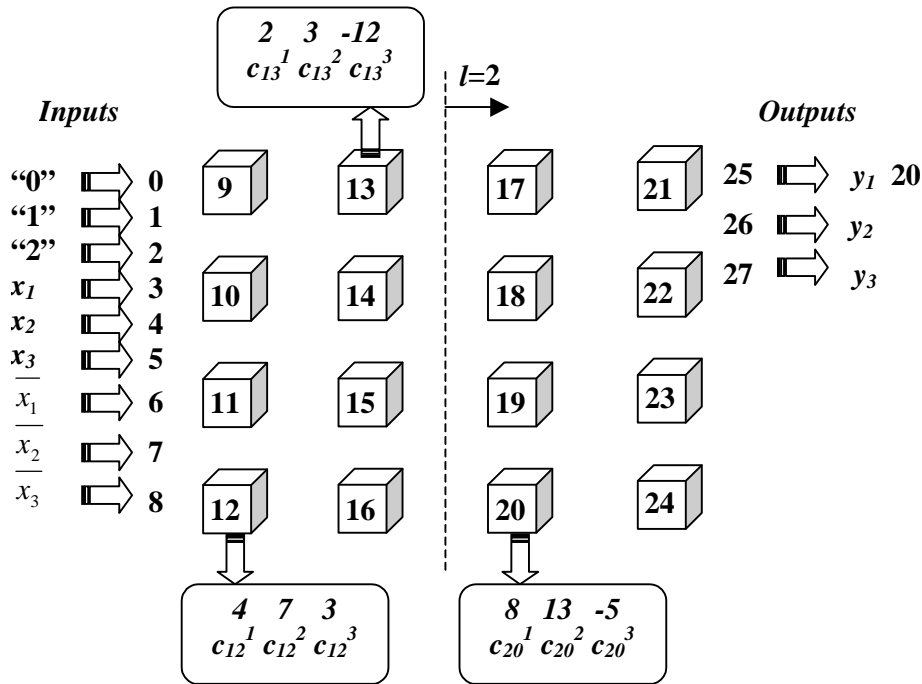 2 3 -12
c₁₃¹ c₁₃² c₁₃³
l=2
Inputs
Outputs
“0” 0 9 13 17 21 25 y₁ 20
“1” 1
26 y₂
“2” 2
27 y₃
x₁ 3 10 14 18 22
x₂ 4
x₃ 5
x̅₁ 6 11 15 19 23
x̅₂ 7
x̅₃ 8 12 16 20 24
4 7 3
c₁₂¹ c₁₂² c₁₂³
8 13 -5
c₂₀¹ c₂₀² c₂₀³